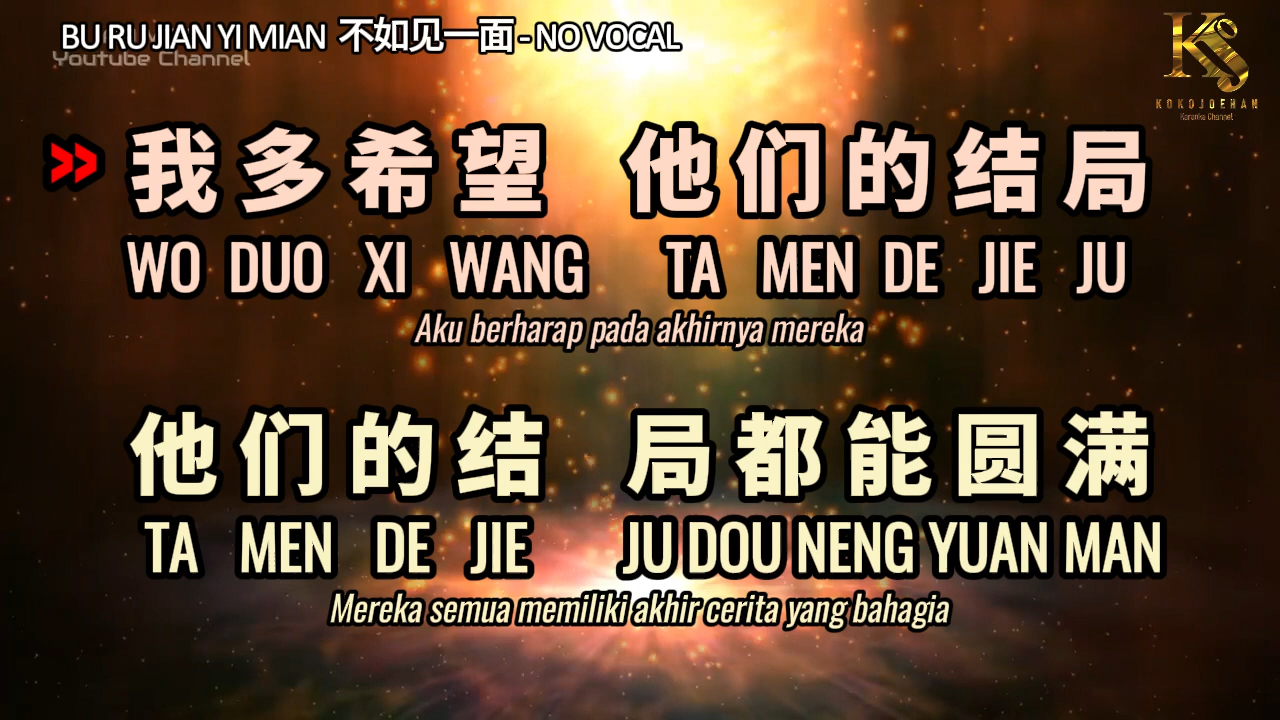 BU RU JIAN YI MIAN 不如见一面 - NO VOCAL
Youtube Channel
KOKOJOEHAN
Karaoke Channel
» 我多希望 他们的结局
WO DUO XI WANG TA MEN DE JIE JU
Aku berharap pada akhirnya mereka
他们的结 局都能圆满
TA MEN DE JIE JU DOU NENG YUAN MAN
Mereka semua memiliki akhir cerita yang bahagia